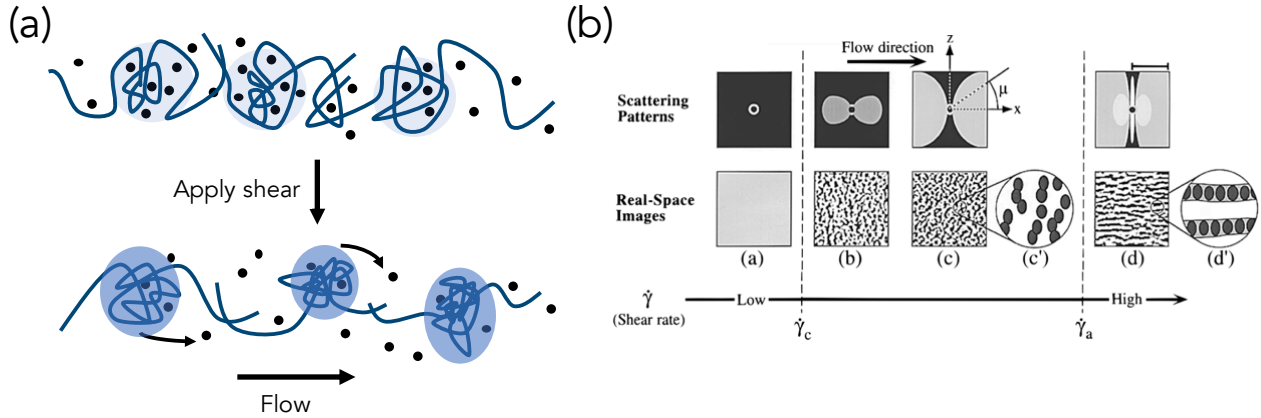 (a)
Apply shear
Flow
(b)
Flow direction
z
μ
x
Scattering
Patterns
Real-Space
Images
(a)
(b)
(c)
(c')
(d)
(d')
γ̇
(Shear rate)
Low
High
γ̇c
γ̇a